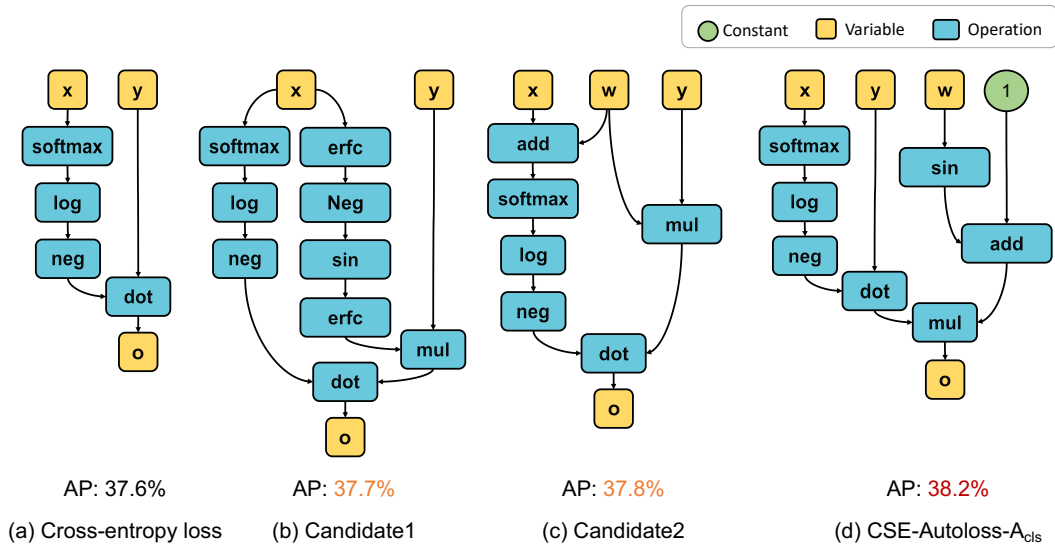 Constant Variable Operation
x y x y x w y x y w 1
softmax softmax erfc add softmax sin
log log Neg softmax mul log add
neg neg sin log neg
dot erfc neg dot mul
o mul dot o
dot o
o
AP: 37.6% AP: 37.7% AP: 37.8% AP: 38.2%
(a) Cross-entropy loss (b) Candidate1 (c) Candidate2 (d) CSE-Autoloss-Acls